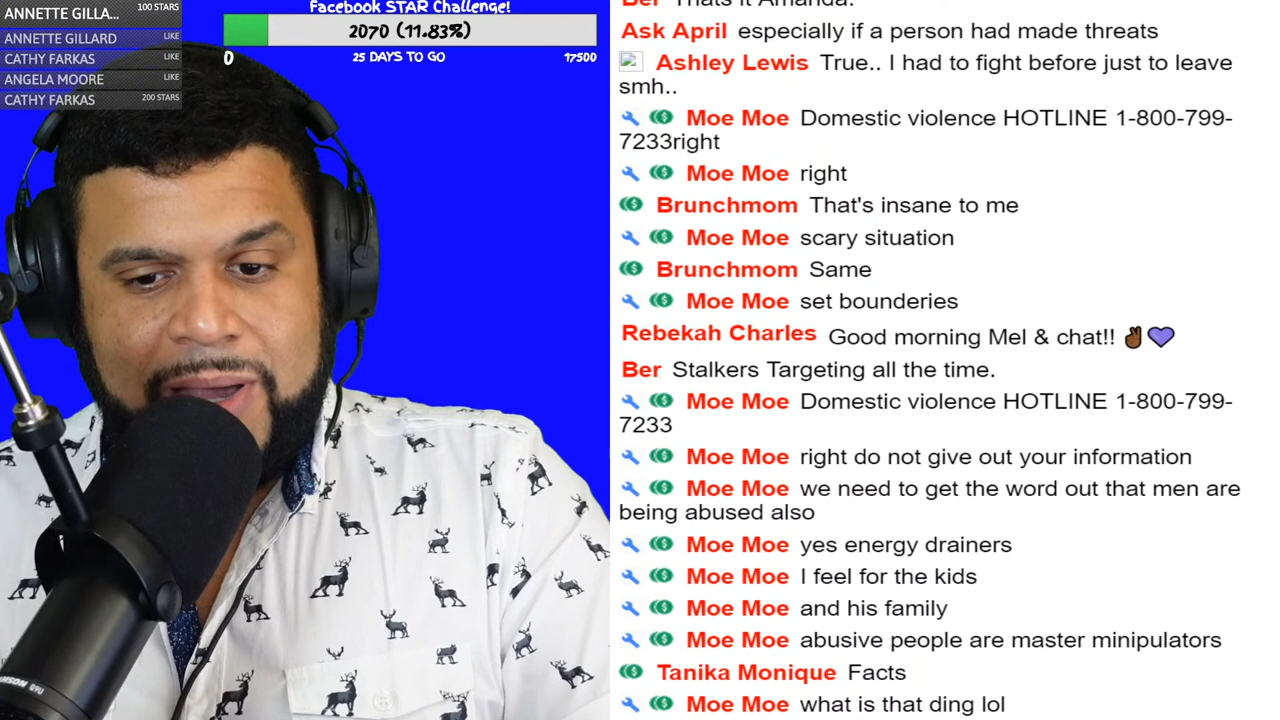 ANNETTE GILLA... 100 STARS
ANNETTE GILLARD LIKE
CATHY FARKAS LIKE
ANGELA MOORE LIKE
CATHY FARKAS 200 STARS
Facebook STAR Challenge!
2070 (11.83%)
0 25 DAYS TO GO 17500
Ber Thats it Amanda.
Ask April especially if a person had made threats
Ashley Lewis True.. I had to fight before just to leave
smh..
Moe Moe Domestic violence HOTLINE 1-800-799-
7233right
Moe Moe right
Brunchmom That's insane to me
Moe Moe scary situation
Brunchmom Same
Moe Moe set bounderies
Rebekah Charles Good morning Mel & chat!! ✌🏾💜
Ber Stalkers Targeting all the time.
Moe Moe Domestic violence HOTLINE 1-800-799-
7233
Moe Moe right do not give out your information
Moe Moe we need to get the word out that men are
being abused also
Moe Moe yes energy drainers
Moe Moe I feel for the kids
Moe Moe and his family
Moe Moe abusive people are master minipulators
Tanika Monique Facts
Moe Moe what is that ding lol